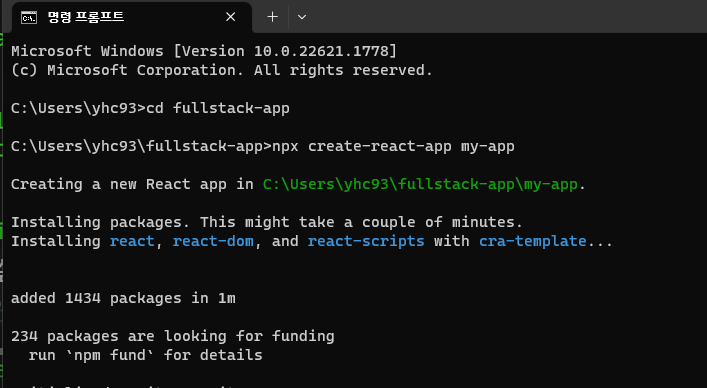 명령 프롬프트
Microsoft Windows [Version 10.0.22621.1778]
(c) Microsoft Corporation. All rights reserved.
C:\Users\yhc93>cd fullstack-app
C:\Users\yhc93\fullstack-app>npx create-react-app my-app
Creating a new React app in C:\Users\yhc93\fullstack-app\my-app.
Installing packages. This might take a couple of minutes.
Installing react, react-dom, and react-scripts with cra-template...
added 1434 packages in 1m
234 packages are looking for funding
run `npm fund` for details